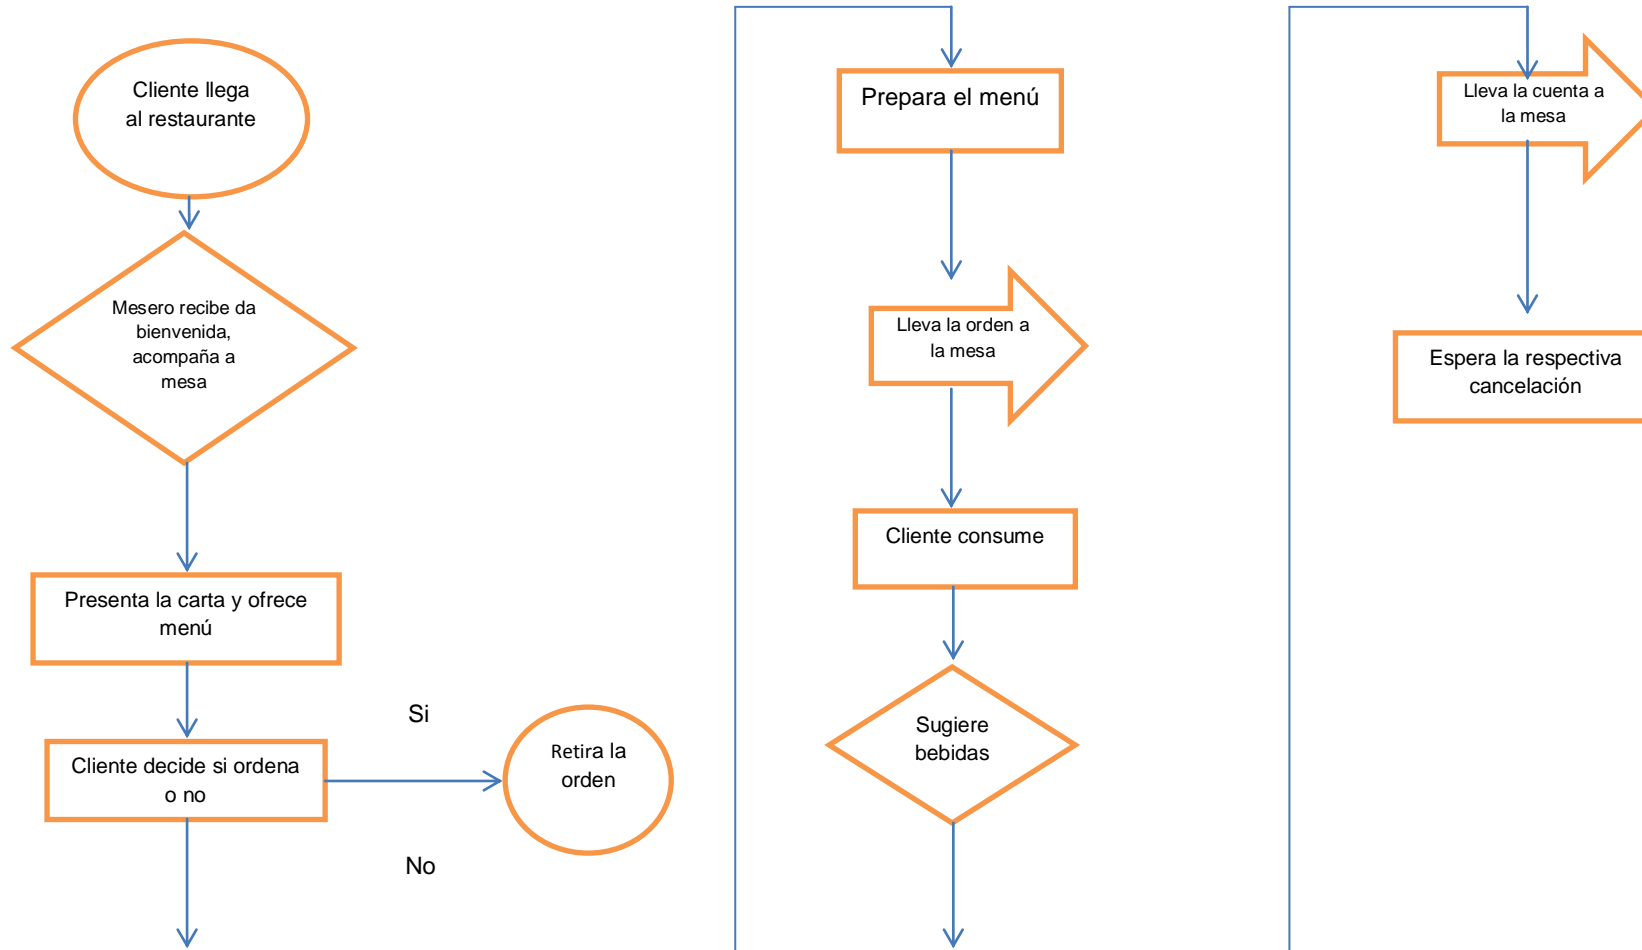 Cliente llega
al restaurante
Mesero recibe da
bienvenida,
acompaña a
mesa
Presenta la carta y ofrece
menú
Cliente decide si ordena
o no
Si
Retira la
orden
No
Prepara el menú
Lleva la orden a
la mesa
Cliente consume
Sugiere
bebidas
Lleva la cuenta a
la mesa
Espera la respectiva
cancelación